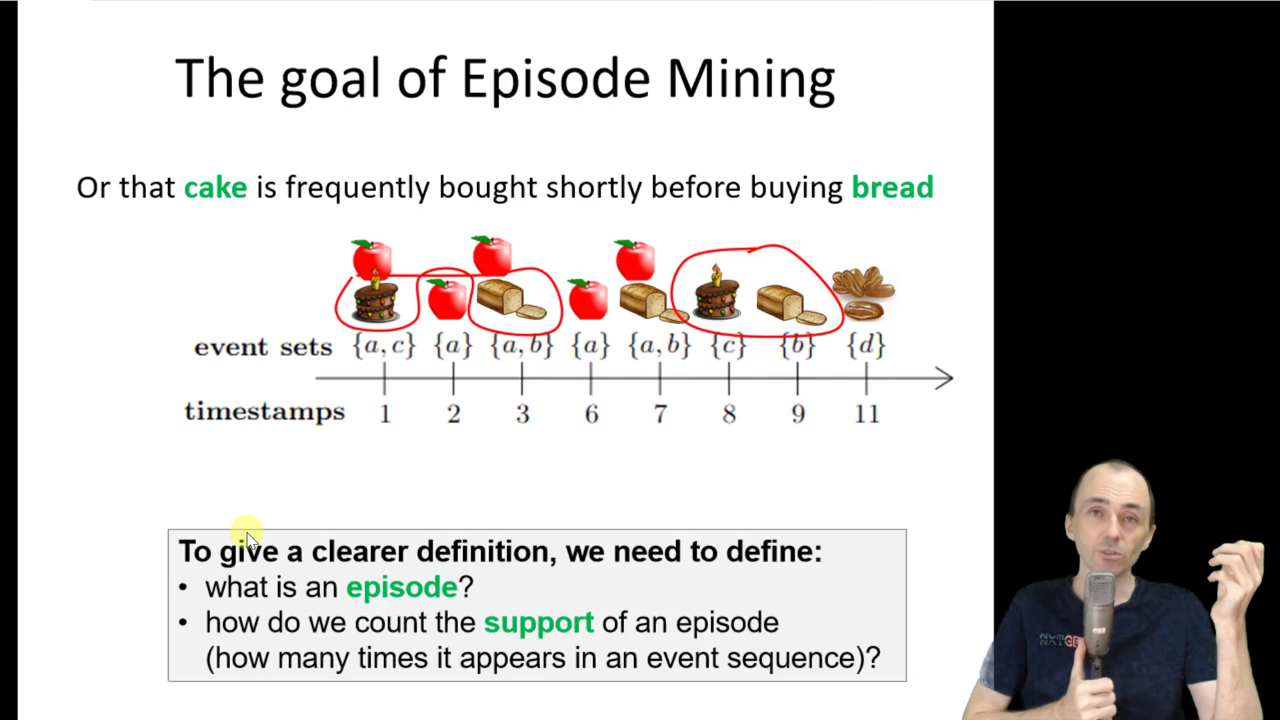 The goal of Episode Mining
Or that cake is frequently bought shortly before buying bread
event sets {a, c} {a} {a, b} {a} {a, b} {c} {b} {d}
timestamps 1 2 3 6 7 8 9 11
To give a clearer definition, we need to define:
• what is an episode?
• how do we count the support of an episode
(how many times it appears in an event sequence)?